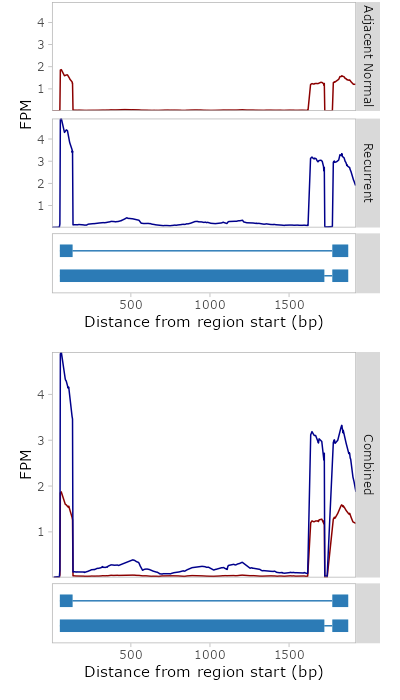 4
3
2
1
Adjacent Normal
FPM
4
3
2
1
Recurrent
500 1000 1500
Distance from region start (bp)
4
3
2
1
FPM
Combined
500 1000 1500
Distance from region start (bp)